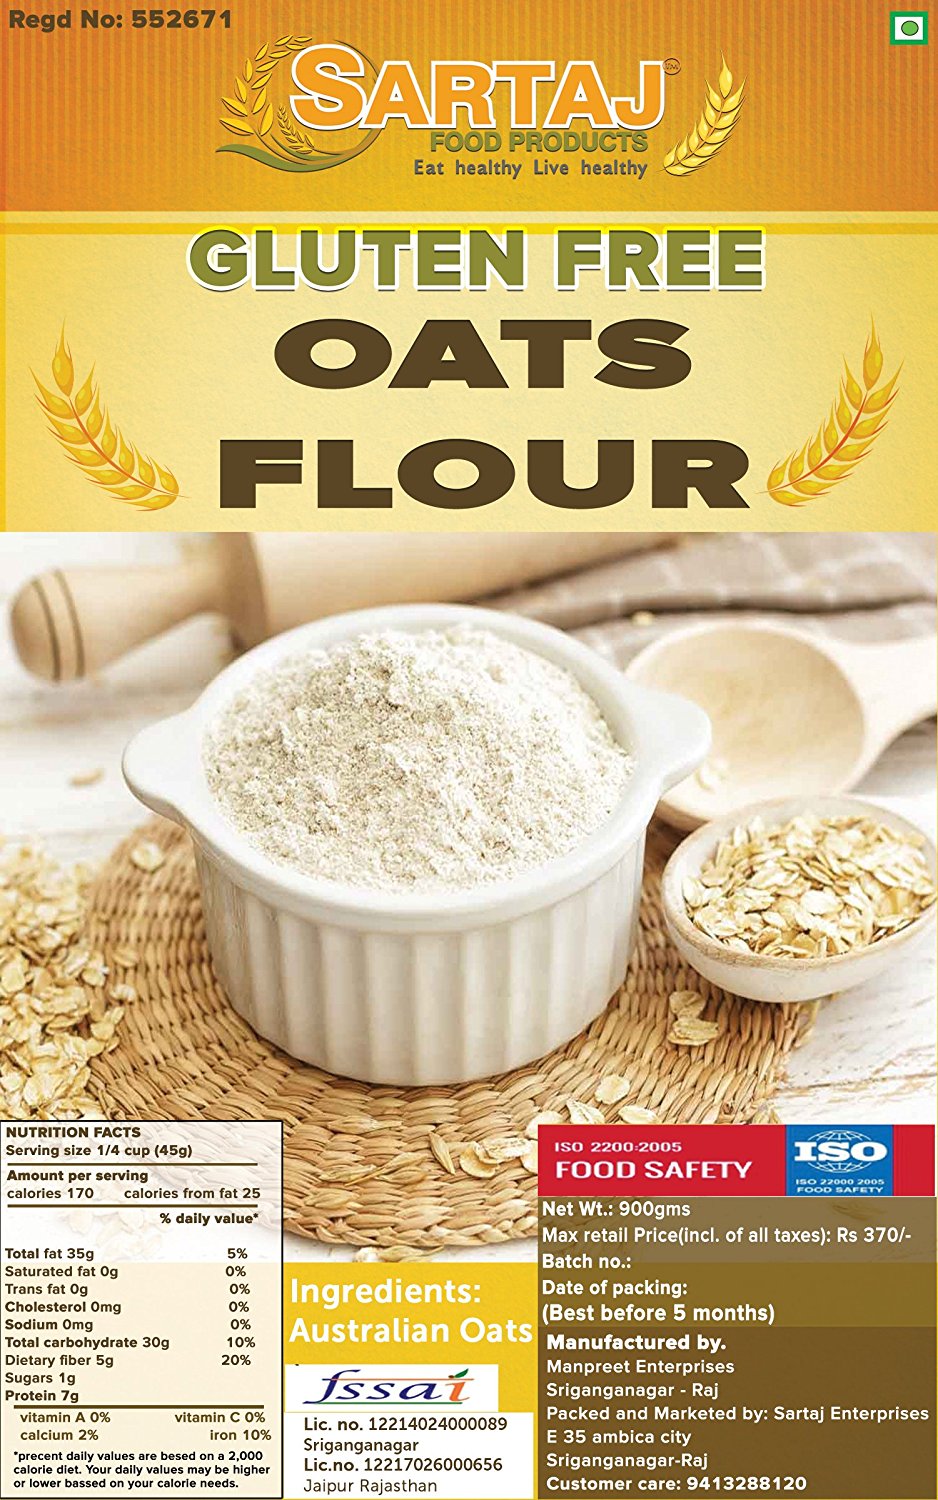 Regd No: 552671
SARTAJ
TM
FOOD PRODUCTS
Eat healthy Live healthy
GLUTEN FREE
OATS
FLOUR
NUTRITION FACTS
Serving size 1/4 cup (45g)
Amount per serving
calories 170 calories from fat 25
% daily value*
Total fat 35g 5%
Saturated fat 0g 0%
Trans fat 0g 0%
Cholesterol 0mg 0%
Sodium 0mg 0%
Total carbohydrate 30g 10%
Dietary fiber 5g 20%
Sugars 1g
Protein 7g
vitamin A 0% vitamin C 0%
calcium 2% iron 10%
*precent daily values are besed on a 2,000
calorie diet. Your daily values may be higher
or lower bassed on your calorie needs.
Ingredients:
Australian Oats
fssai
Lic. no. 12214024000089
Sriganganagar
Lic.no. 12217026000656
Jaipur Rajasthan
ISO 2200-2005
FOOD SAFETY
ISO
ISO 22000 2005
FOOD SAFETY
Net Wt.: 900gms
Max retail Price(incl. of all taxes): Rs 370/-
Batch no.:
Date of packing:
(Best before 5 months)
Manufactured by.
Manpreet Enterprises
Sriganganagar - Raj
Packed and Marketed by: Sartaj Enterprises
E 35 ambica city
Sriganganagar-Raj
Customer care: 9413288120